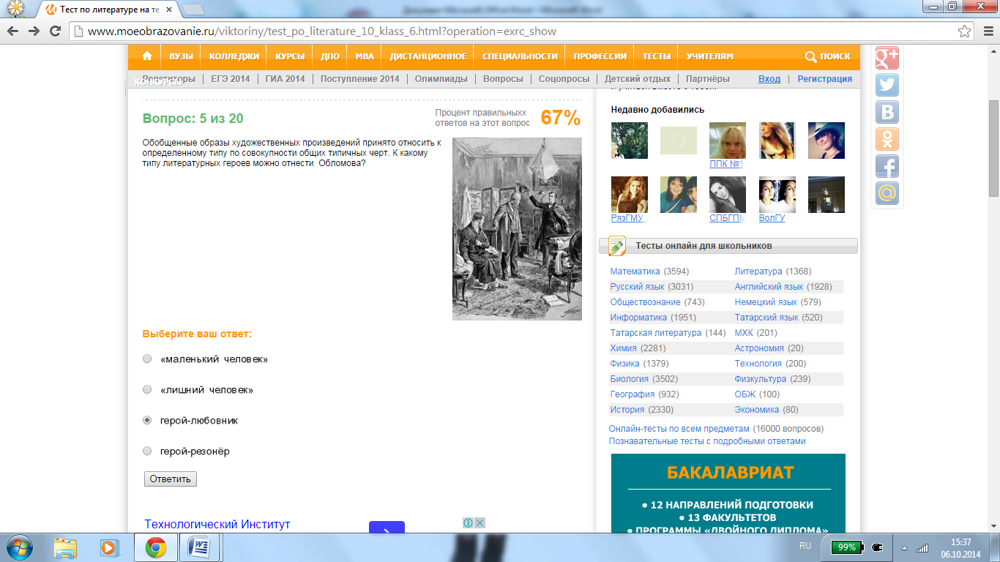 Тест по литературе на те
www.moeobrazovanie.ru/viktoriny/test_po_literature_10_klass_6.html?operation=exrc_show
ВУЗЫ КОЛЛЕДЖИ КУРСЫ ДПО МВА ДИСТАНЦИОННОЕ СПЕЦИАЛЬНОСТИ ПРОФЕССИИ ТЕСТЫ УЧИТЕЛЯМ ПОИСК
Репетиторы ЕГЭ 2014 ГИА 2014 Поступление 2014 Олимпиады Вопросы Соцопросы Детский отдых Партнёры Вход Регистрация
КОНКУРСЫ
Вопрос: 5 из 20
Процент правильныхх
ответов на этот вопрос
67%
Обобщенные образы художественных произведений принято относить к
определенному типу по совокупности общих типичных черт. К какому
типу литературных героев можно отнести Обломова?
Выберите ваш ответ:
«маленький человек»
«лишний человек»
герой-любовник
герой-резонёр
Ответить
Технологический Институт
Недавно добавились
ППК №1
РязГМУ СПБГПМ ВолГУ
Тесты онлайн для школьников
Математика (3594) Литература (1368)
Русский язык (3031) Английский язык (1928)
Обществознание (743) Немецкий язык (579)
Информатика (1951) Татарский язык (520)
Татарская литература (144) МХК (201)
Химия (2281) Астрономия (20)
Физика (1379) Технология (200)
Биология (3502) Физкультура (239)
География (932) ОБЖ (100)
История (2330) Экономика (80)
Онлайн-тесты по всем предметам (16000 вопросов)
Познавательные тесты с подробными ответами
БАКАЛАВРИАТ
● 12 НАПРАВЛЕНИЙ ПОДГОТОВКИ
● 13 ФАКУЛЬТЕТОВ
● ПРОГРАММЫ «ДВОЙНОГО ДИПЛОМА»
g+
B
f
@
RU 99% 15:37
06.10.2014